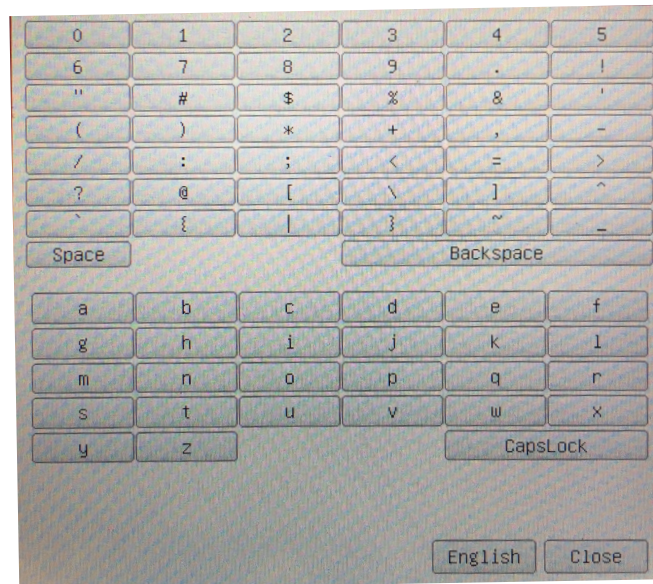 0 1 2 3 4 5
6 7 8 9 . !
" # $ % & '
( ) * + , -
/ : ; < = >
? @ [ \ ] ^
` { | } ~ _
Space Backspace
a b c d e f
g h i j k l
m n o p q r
s t u v w x
y z CapsLock
English Close